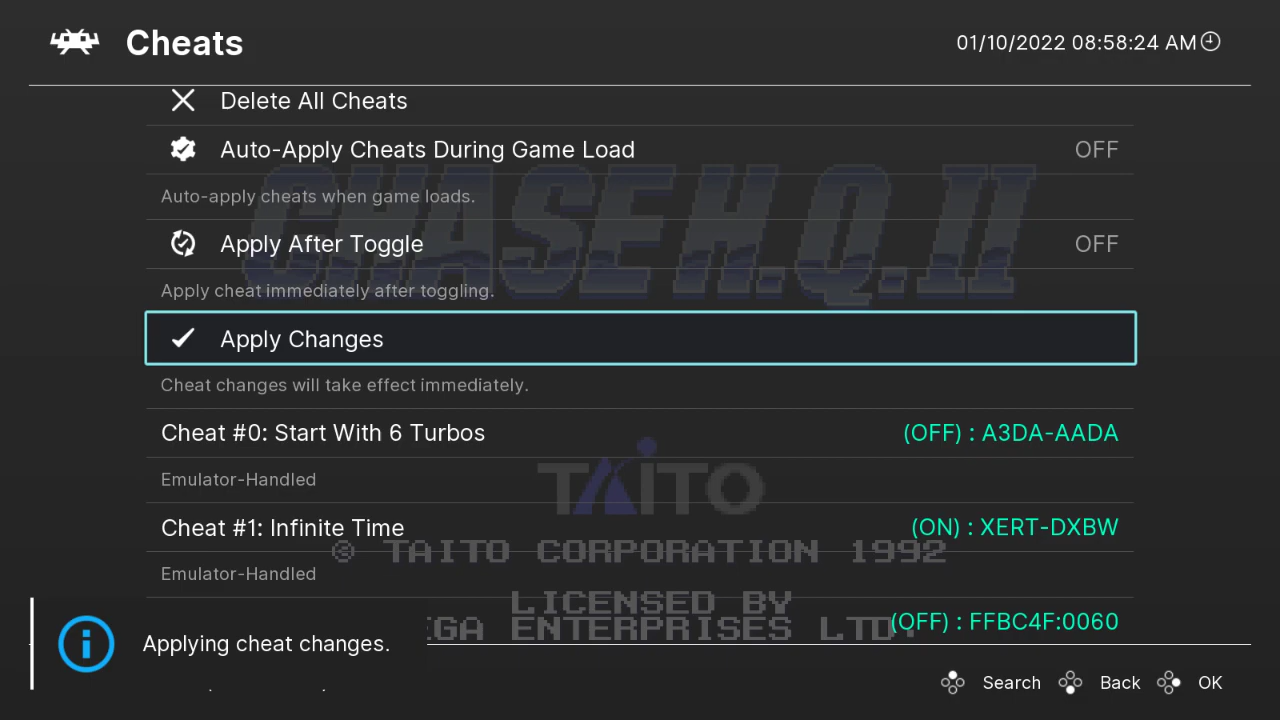 Cheats
01/10/2022 08:58:24 AM
Delete All Cheats
Auto-Apply Cheats During Game Load OFF
Auto-apply cheats when game loads.
CHASE H.Q. II
Apply After Toggle OFF
Apply cheat immediately after toggling.
Apply Changes
Cheat changes will take effect immediately.
Cheat #0: Start With 6 Turbos (OFF) : A3DA-AADA
Emulator-Handled
TAITO
Cheat #1: Infinite Time (ON) : XERT-DXBW
© TAITO CORPORATION 1992
Emulator-Handled
LICENSED BY
(OFF) : FFBC4F:0060
ENTERPRISES LTD.
Applying cheat changes.
Search Back OK